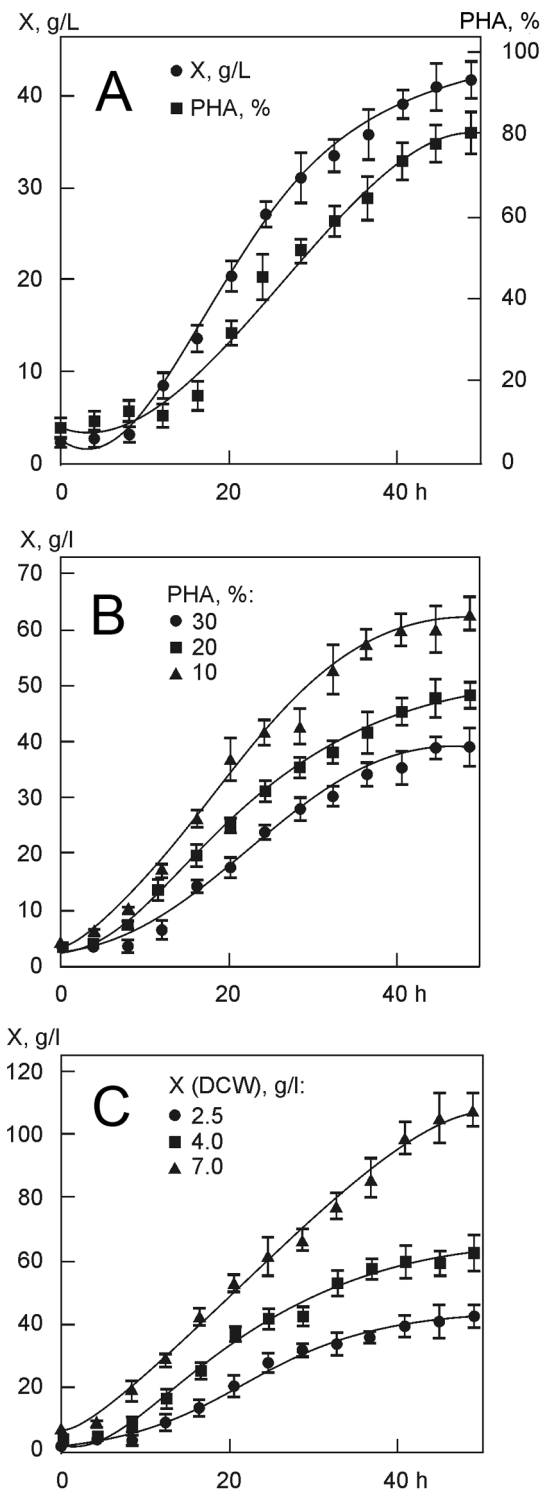 X, g/L PHA, %
A
● X, g/L
■ PHA, %
100
80
60
40
20
0
40
30
20
10
0
0 20 40 h
X, g/l
B
PHA, %:
● 30
■ 20
▲ 10
70
60
50
40
30
20
10
0
0 20 40 h
X, g/l
C
X (DCW), g/l:
● 2.5
■ 4.0
▲ 7.0
120
100
80
60
40
20
0
0 20 40 h